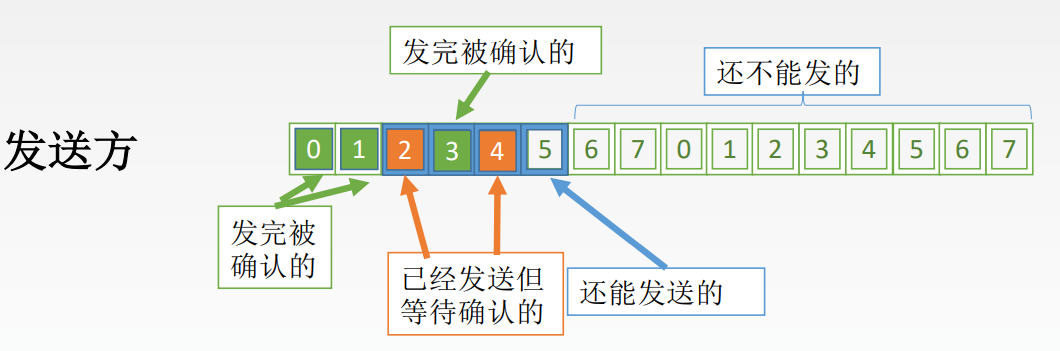 发完被确认的
还不能发的
发送方
0 1 2 3 4 5 6 7 0 1 2 3 4 5 6 7
发完被
确认的
已经发送但
等待确认的
还能发送的